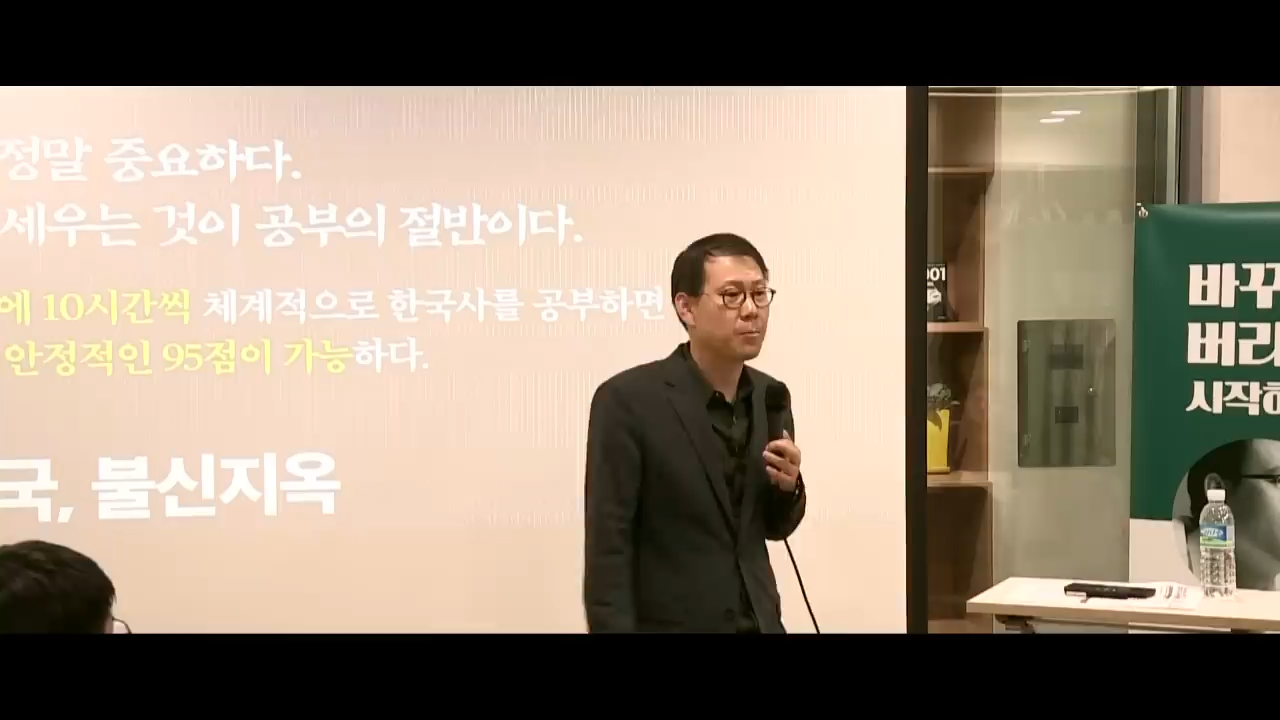 정말 중요하다.
세우는 것이 공부의 절반이다.
에 10시간씩 체계적으로 한국사를 공부하면
안정적인 95점이 가능하다.
국, 불신지옥
바꾸
버리
시작하